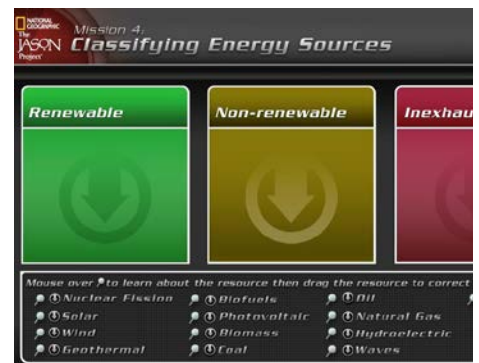 NATIONAL
GEOGRAPHIC
The
JASON
Project
Mission 4:
Classifying Energy Sources
Renewable
Non-renewable
Inexhau
Mouse over to learn about the resource then drag the resource to correct
Nuclear Fission Biofuels Oil
Solar Photovoltaic Natural Gas
Wind Biomass Hydroelectric
Geothermal Coal Waves